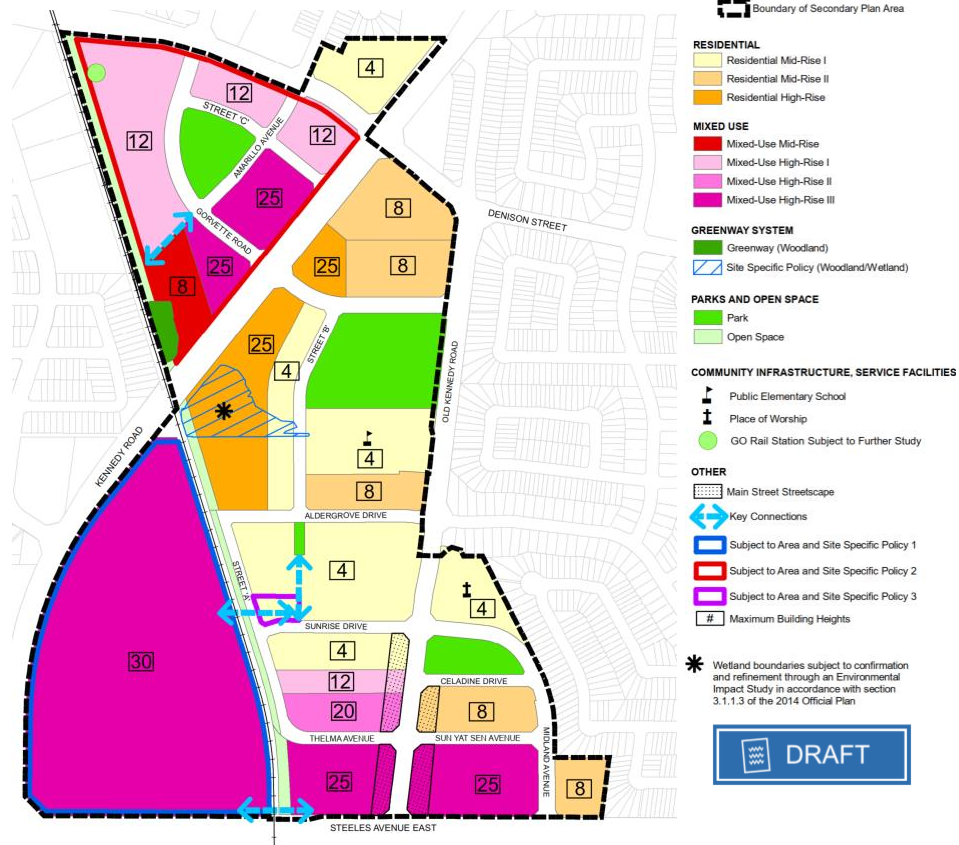 Boundary of Secondary Plan Area
RESIDENTIAL
Residential Mid-Rise I
Residential Mid-Rise II
Residential High-Rise
MIXED USE
Mixed-Use Mid-Rise
Mixed-Use High-Rise I
Mixed-Use High-Rise II
Mixed-Use High-Rise III
GREENWAY SYSTEM
Greenway (Woodland)
Site Specific Policy (Woodland/Wetland)
PARKS AND OPEN SPACE
Park
Open Space
COMMUNITY INFRASTRUCTURE, SERVICE FACILITIES
Public Elementary School
Place of Worship
GO Rail Station Subject to Further Study
OTHER
Main Street Streetscape
Key Connections
Subject to Area and Site Specific Policy 1
Subject to Area and Site Specific Policy 2
Subject to Area and Site Specific Policy 3
# Maximum Building Heights
Wetland boundaries subject to confirmation
and refinement through an Environmental
Impact Study in accordance with section
3.1.1.3 of the 2014 Official Plan
DRAFT
4
12
STREET 'C'
12
12
AMARILLO AVENUE
25
GORVETTE ROAD
25
8
8
DENISON STREET
25
8
25
STREET 'B'
4
OLD KENNEDY ROAD
KENNEDY ROAD
4
8
ALDERGROVE DRIVE
STREET 'A'
4
4
SUNRISE DRIVE
4
12
CELADINE DRIVE
30
20
8
THELMA AVENUE
SUN YAT SEN AVENUE
MIDLAND AVENUE
25
25
8
STEELES AVENUE EAST